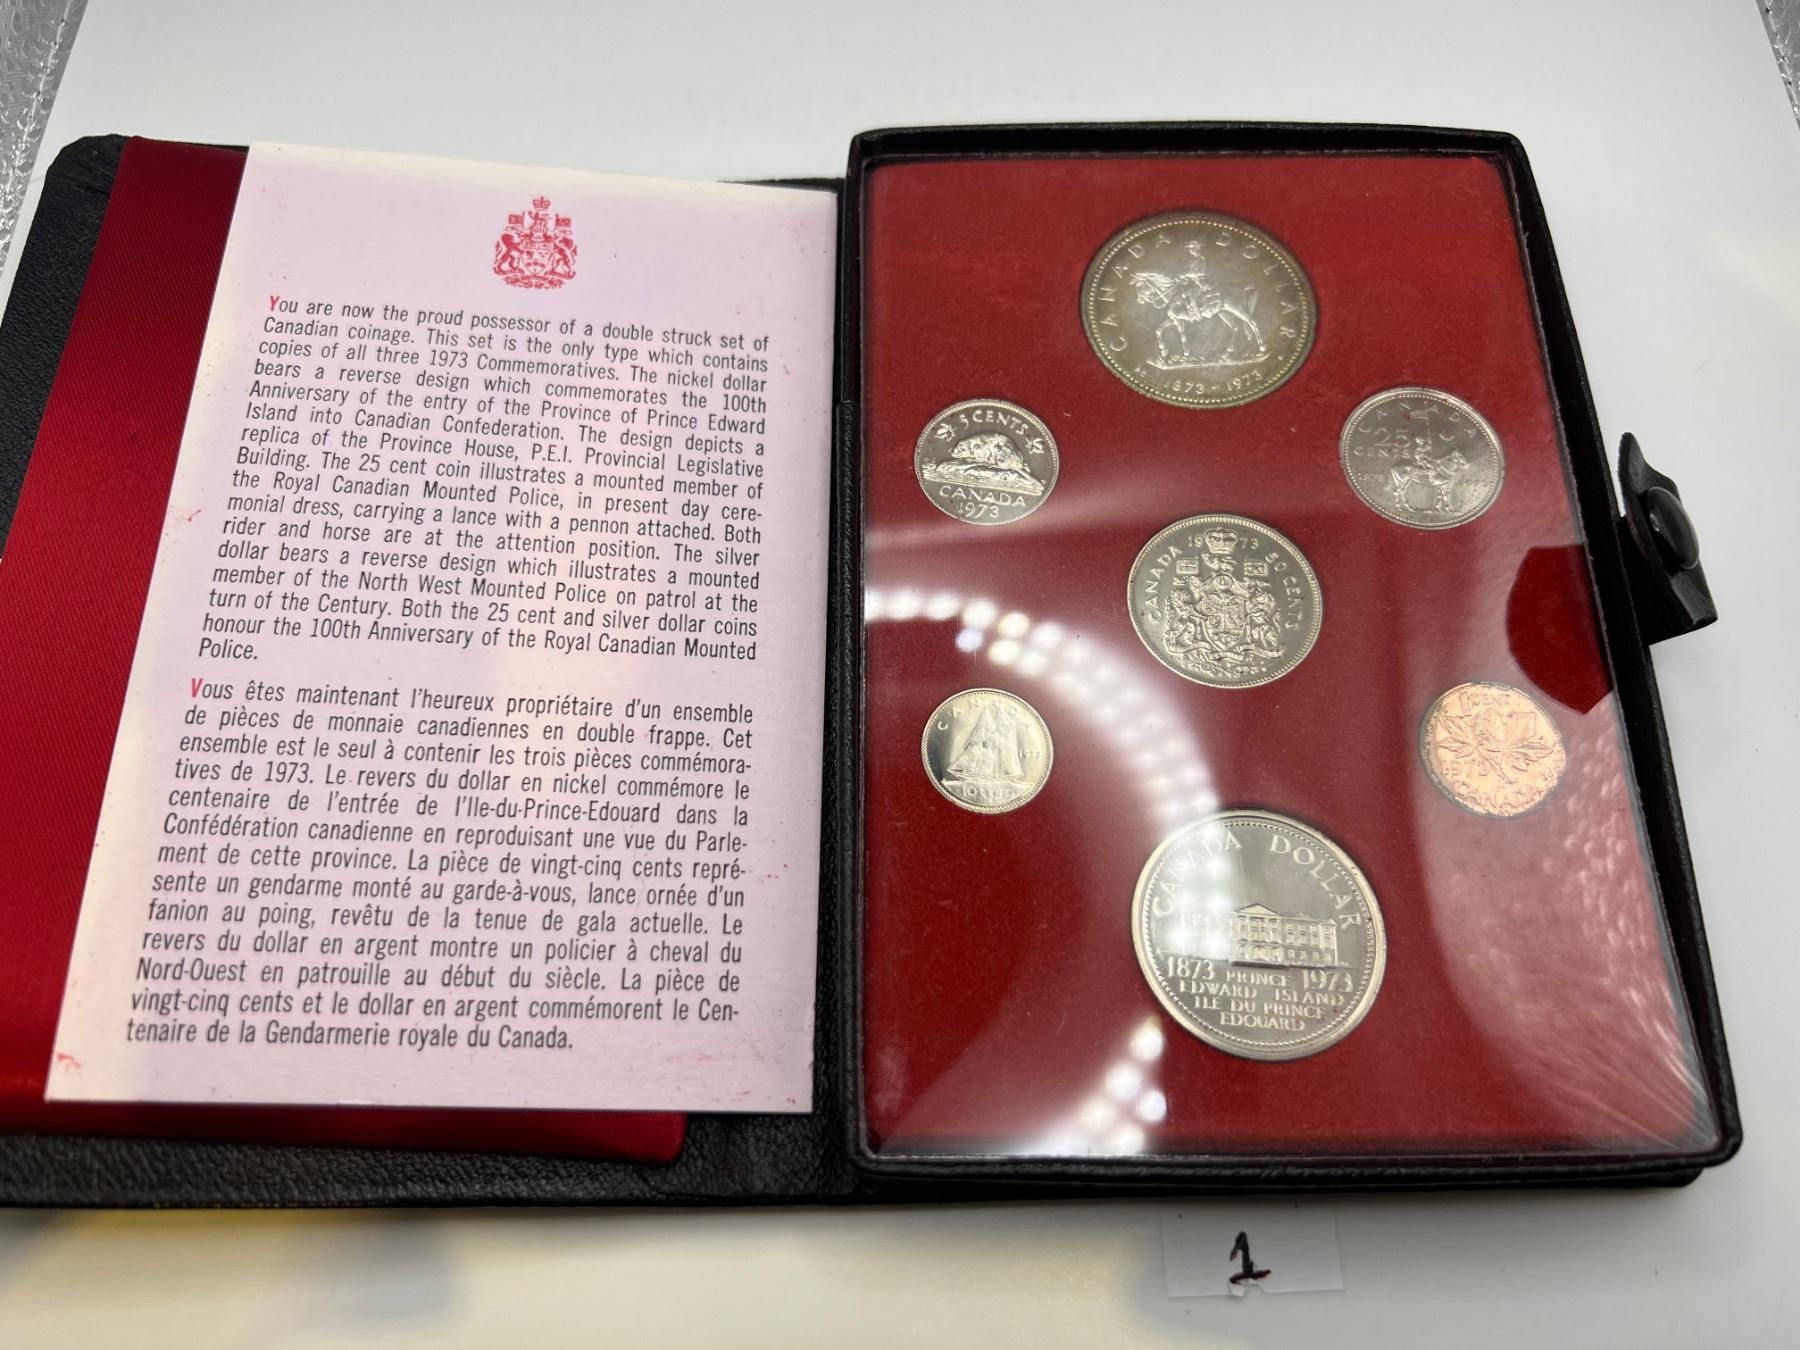 You are now the proud possessor of a double struck set of
Canadian coinage. This set is the only type which contains
copies of all three 1973 Commemoratives. The nickel dollar
bears a reverse design which commemorates the 100th
Anniversary of the entry of the Province of Prince Edward
Island into Canadian Confederation. The design depicts a
replica of the Province House, P.E.I. Provincial Legislative
Building. The 25 cent coin illustrates a mounted member of
the Royal Canadian Mounted Police, in present day cere-
monial dress, carrying a lance with a pennon attached. Both
rider and horse are at the attention position. The silver
dollar bears a reverse design which illustrates a mounted
member of the North West Mounted Police on patrol at the
turn of the Century. Both the 25 cent and silver dollar coins
honour the 100th Anniversary of the Royal Canadian Mounted
Police.
Vous êtes maintenant l'heureux propriétaire d'un ensemble
de pièces de monnaie canadiennes en double frappe. Cet
ensemble est le seul à contenir les trois pièces commémora-
tives de 1973. Le revers du dollar en nickel commémore le
centenaire de l'entrée de l'Ile-du-Prince-Edouard dans la
Confédération canadienne en reproduisant une vue du Parle-
ment de cette province. La pièce de vingt-cinq cents repré-
sente un gendarme monté au garde-à-vous, lance ornée d'un
fanion au poing, revêtu de la tenue de gala actuelle. Le
revers du dollar en argent montre un policier à cheval du
Nord-Ouest en patrouille au début du siècle. La pièce de
vingt-cinq cents et le dollar en argent commémorent le Cen-
tenaire de la Gendarmerie royale du Canada.
CANADA DOLLAR
1873-1973
5 CENTS
CANADA
1973
CANADA
25
CENTS
1873 1973
1973
CANADA 50 CENTS
CANADA
1973
10 CENTS
1 CENT
1973
CANADA
CANADA DOLLAR
1873 PRINCE 1973
EDWARD ISLAND
ILE DU PRINCE
EDOUARD
1